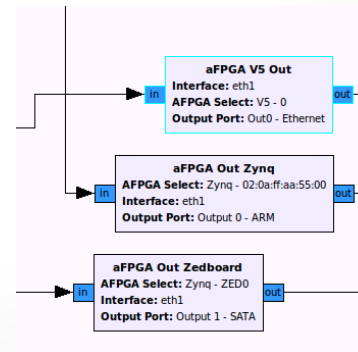 aFPGA V5 Out
Interface: eth1
in
AFPGA Select: V5 - 0
out
Output Port: Out0 - Ethernet
aFPGA Out Zynq
AFPGA Select: Zynq - 02:0a:ff:aa:55:00
in
Interface: eth1
out
Output Port: Output 0 - ARM
aFPGA Out Zedboard
AFPGA Select: Zynq - ZED0
in
Interface: eth1
out
Output Port: Output 1 - SATA